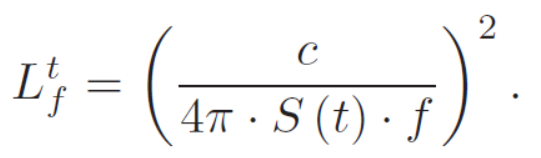 L_f^t = \left( \frac{c}{4\pi \cdot S(t) \cdot f} \right)^2 .